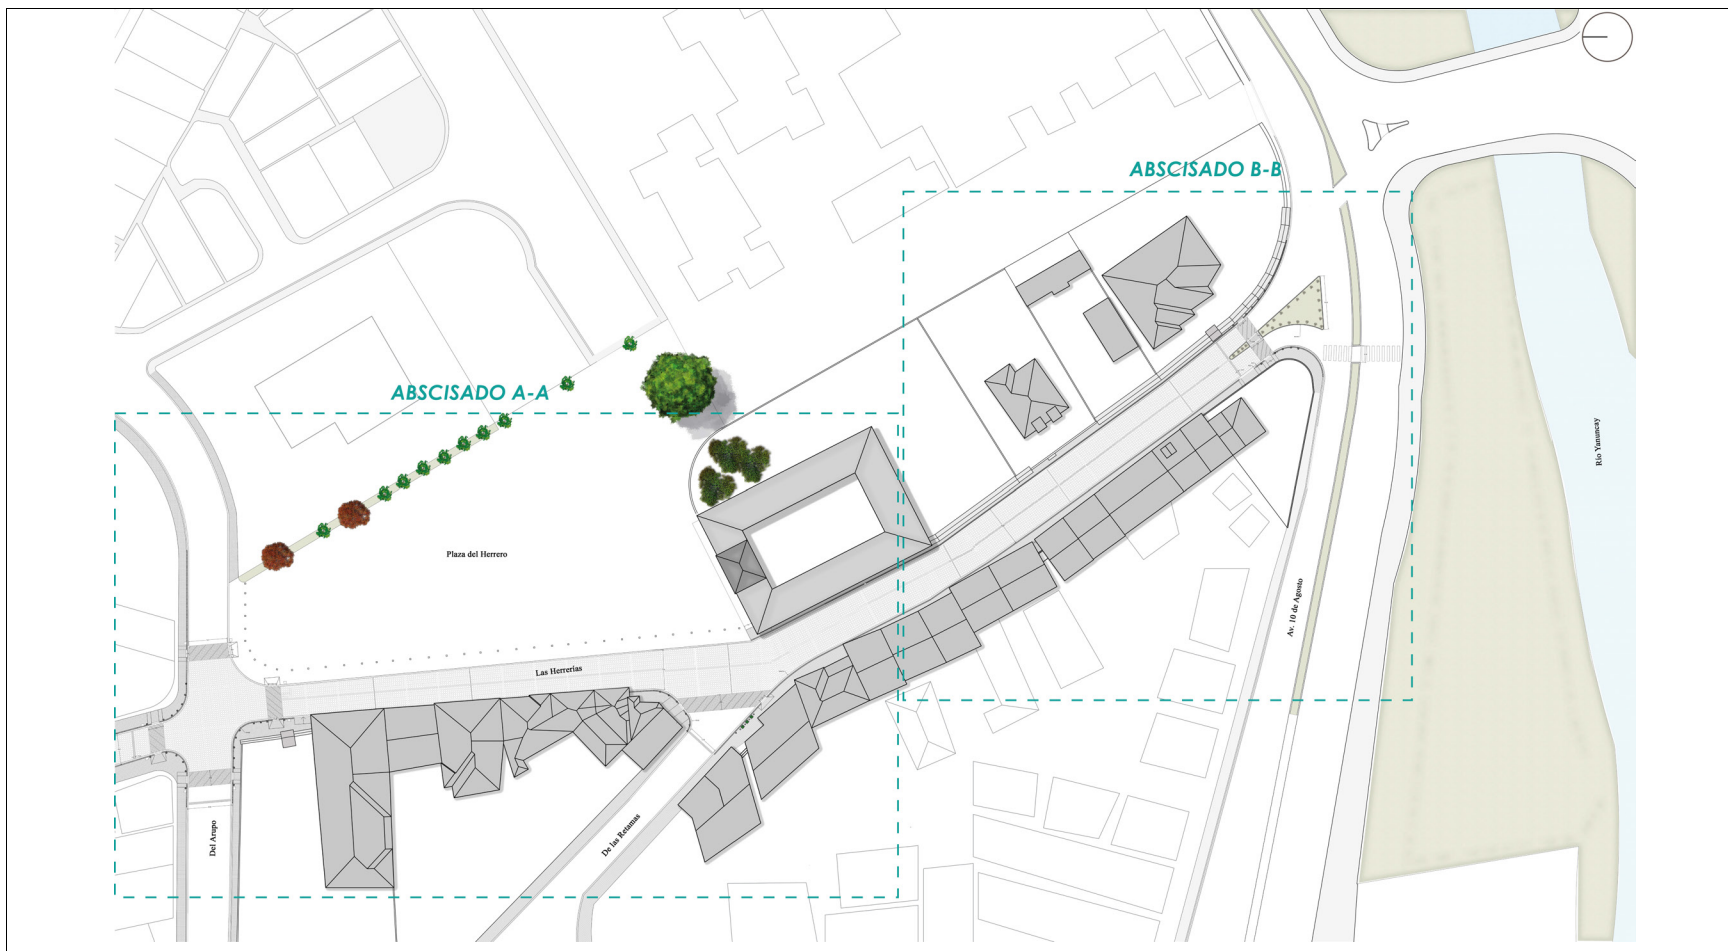 ABSCISADO B-B
ABSCISADO A-A
Río Yanuncay
Plaza del Herrero
Av. 10 de Agosto
Las Herrerías
De las Retamas
Del Arupo